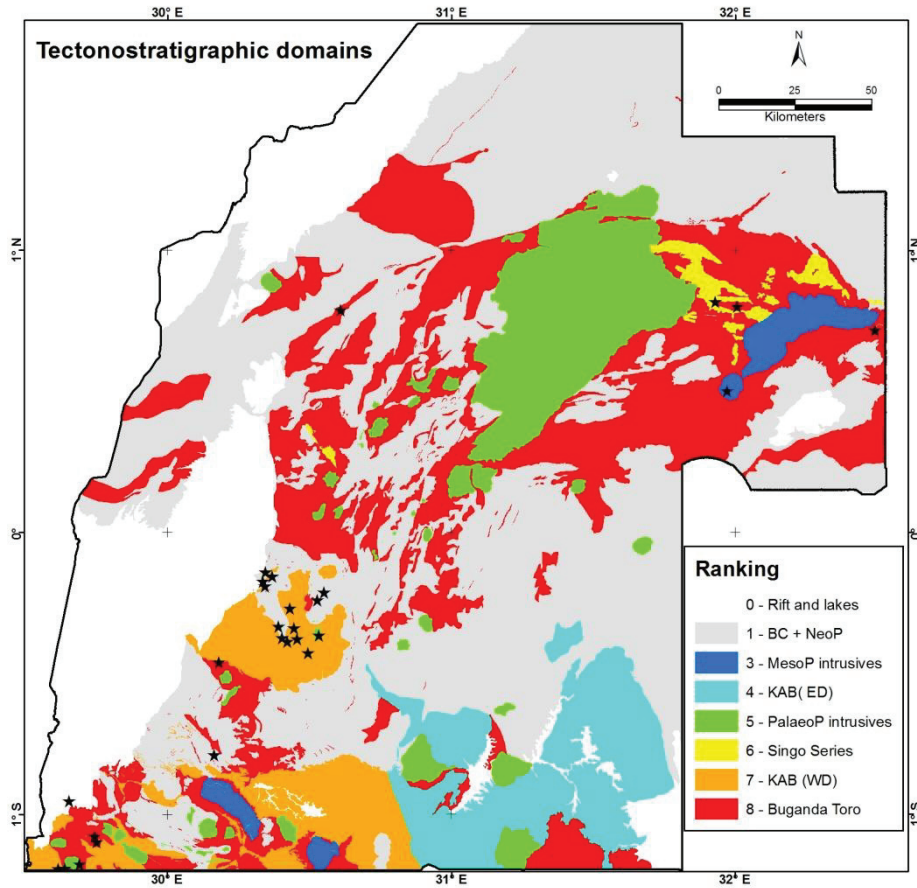 30° E
31° E
32° E
Tectonostratigraphic domains
N
0 25 50
Kilometers
1° N
1° N
0°
0°
Ranking
0 - Rift and lakes
1 - BC + NeoP
3 - MesoP intrusives
4 - KAB( ED)
5 - PalaeoP intrusives
6 - Singo Series
7 - KAB (WD)
8 - Buganda Toro
1° S
1° S
30° E
31° E
32° E